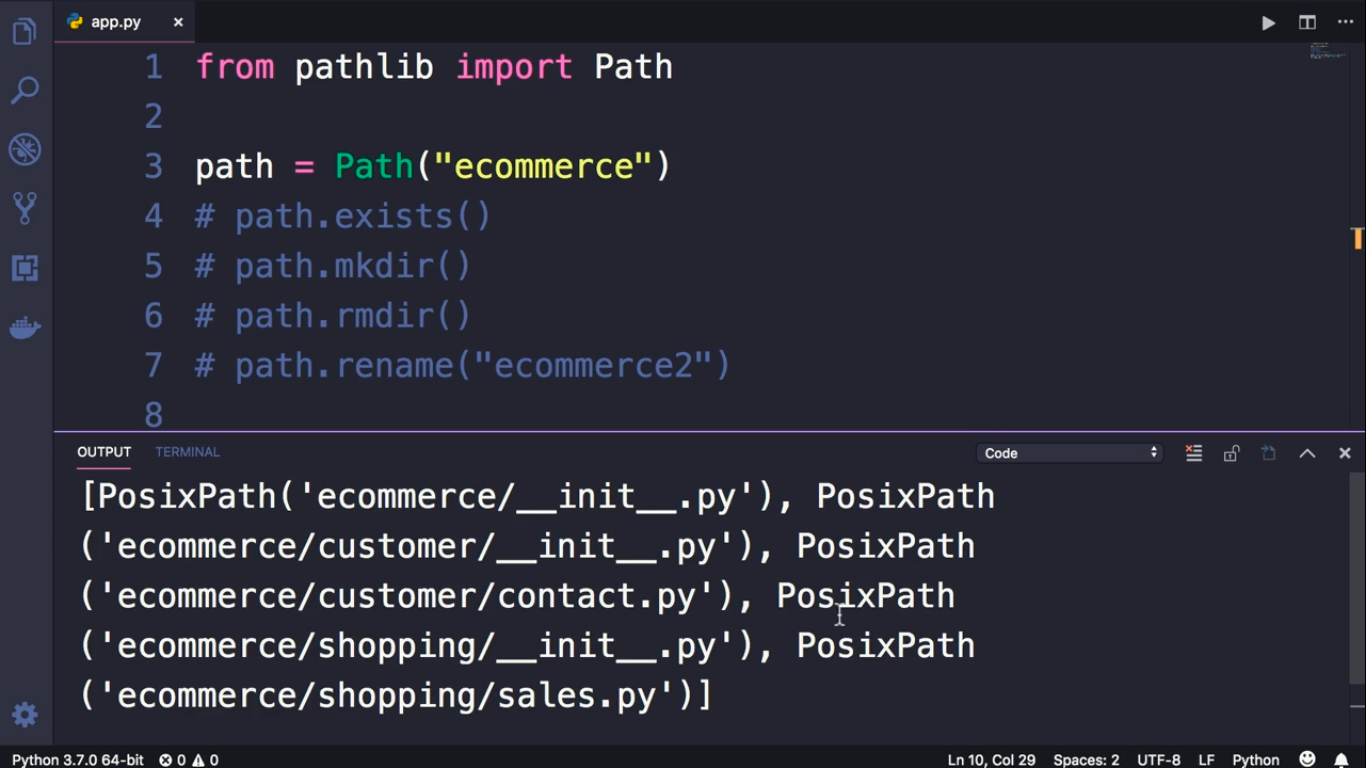 app.py
1 from pathlib import Path
2
3 path = Path("ecommerce")
4 # path.exists()
5 # path.mkdir()
6 # path.rmdir()
7 # path.rename("ecommerce2")
8
OUTPUT TERMINAL Code
[PosixPath('ecommerce/__init__.py'), PosixPath
('ecommerce/customer/__init__.py'), PosixPath
('ecommerce/customer/contact.py'), PosixPath
('ecommerce/shopping/__init__.py'), PosixPath
('ecommerce/shopping/sales.py')]
Python 3.7.0 64-bit 0 0 Ln 10, Col 29 Spaces: 2 UTF-8 LF Python